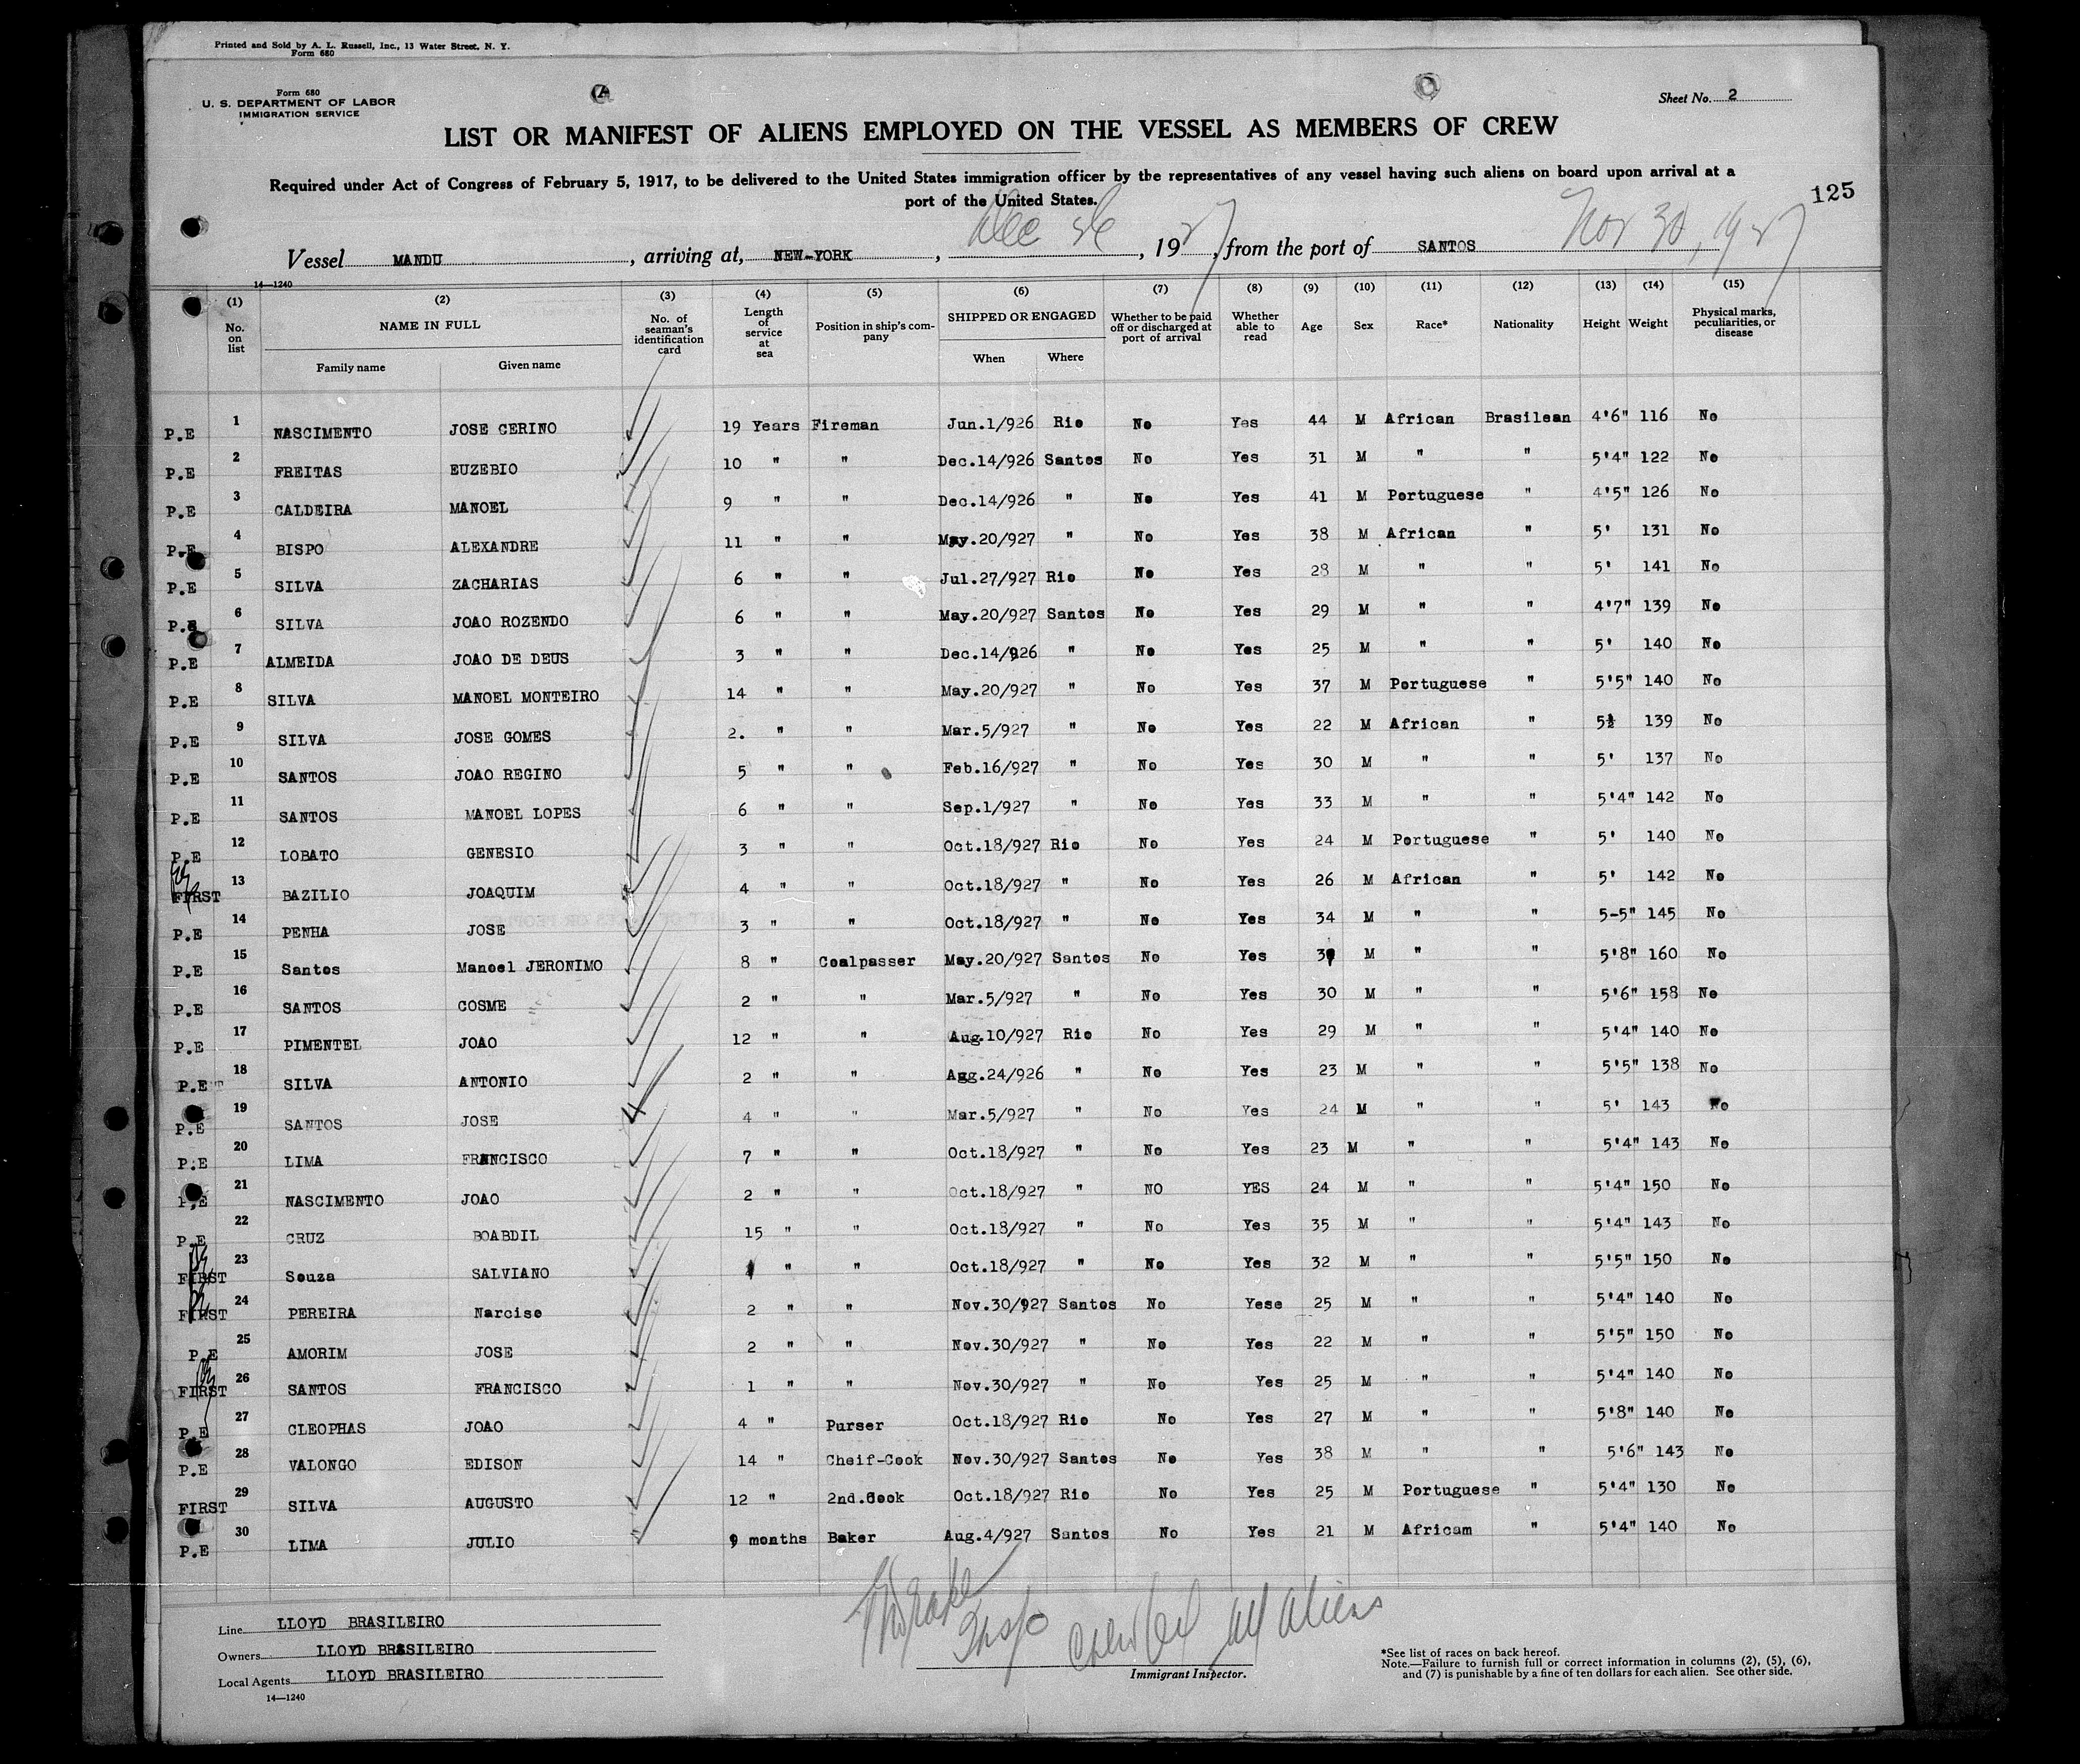 Printed and Sold by A. L. Russell, Inc., 13 Water Street, N. Y.
Form 680
Form 680
U. S. DEPARTMENT OF LABOR
IMMIGRATION SERVICE
Sheet No. 2
LIST OR MANIFEST OF ALIENS EMPLOYED ON THE VESSEL AS MEMBERS OF CREW
Required under Act of Congress of February 5, 1917, to be delivered to the United States immigration officer by the representatives of any vessel having such aliens on board upon arrival at a
port of the United States.
125
Vessel MANDU, arriving at, NEW-YORK, Dec 26, 1927, from the port of SANTOS Nov 30, 1927
14—1240
(1) (2) (3) (4) (5) (6) (7) (8) (9) (10) (11) (12) (13) (14) (15)
No. on list NAME IN FULL Family name Given name No. of seaman's identification card Length of service at sea Position in ship's company SHIPPED OR ENGAGED When Where Whether to be paid off or discharged at port of arrival Whether able to read Age Sex Race* Nationality Height Weight Physical marks, peculiarities, or disease
P.E 1 NASCIMENTO JOSE CERINO 19 Years Fireman Jun.1/926 Rio No Yes 44 M African Brasilean 4'6" 116 No
P.E 2 FREITAS EUZEBIO 10 " " Dec.14/926 Santos No Yes 31 M " " 5'4" 122 No
P.E 3 CALDEIRA MANOEL 9 " " Dec.14/926 " No Yes 41 M Portuguese " 4'5" 126 No
P.E 4 BISPO ALEXANDRE 11 " " May.20/927 " No Yes 38 M African " 5' 131 No
P.E 5 SILVA ZACHARIAS 6 " " Jul.27/927 Rio No Yes 28 M " " 5' 141 No
P.E 6 SILVA JOAO ROZENDO 6 " " May.20/927 Santos No Yes 29 M " " 4'7" 139 No
P.E 7 ALMEIDA JOAO DE DEUS 3 " " Dec.14/926 " No Yes 25 M " " 5' 140 No
P.E 8 SILVA MANOEL MONTEIRO 14 " " May.20/927 " No Yes 37 M Portuguese " 5'5" 140 No
P.E 9 SILVA JOSE GOMES 2. " " Mar.5/927 " No Yes 22 M African " 5½ 139 No
P.E 10 SANTOS JOAO REGINO 5 " " Feb.16/927 " No Yes 30 M " " 5' 137 No
P.E 11 SANTOS MANOEL LOPES 6 " " Sep.1/927 " No Yes 33 M " " 5'4" 142 No
P.E 12 LOBATO GENESIO 3 " " Oct.18/927 Rio No Yes 24 M Portuguese " 5' 140 No
FIRST 13 BAZILIO JOAQUIM 4 " " Oct.18/927 " No Yes 26 M African " 5' 142 No
P.E 14 PENHA JOSE 3 " " Oct.18/927 " No Yes 34 M " " 5-5" 145 No
P.E 15 Santos Manoel JERONIMO 8 " Coalpasser May.20/927 Santos No Yes M " " 5'8" 160 No
P.E 16 SANTOS COSME 2 " " Mar.5/927 " No Yes 30 M " " 5'6" 158 No
P.E 17 PIMENTEL JOAO 12 " " Aug.10/927 Rio No Yes 29 M " " 5'4" 140 No
P.E 18 SILVA ANTONIO 2 " " Agg.24/926 " No Yes 23 M " " 5'5" 138 No
P.E 19 SANTOS JOSE 4 " " Mar.5/927 " No Yes 24 M " " 5' 143 No
P.E 20 LIMA FRANCISCO 7 " " Oct.18/927 " No Yes 23 M " " 5'4" 143 No
P.E 21 NASCIMENTO JOAO 2 " " Oct.18/927 " NO YES 24 M " " 5'4" 150 No
P.E 22 CRUZ BOABDIL 15 " " Oct.18/927 " No Yes 35 M " " 5'4" 143 No
FIRST 23 Souza SALVIANO " " Oct.18/927 " No Yes 32 M " " 5'5" 150 No
FIRST 24 PEREIRA Narciso 2 " " Nov.30/927 Santos No Yese 25 M " " 5'4" 140 No
P.E 25 AMORIM JOSE 2 " " Nov.30/927 " No Yes 22 M " " 5'5" 150 No
FIRST 26 SANTOS FRANCISCO 1 " " Nov.30/927 " No Yes 25 M " " 5'4" 140 No
P.E 27 CLEOPHAS JOAO 4 " Purser Oct.18/927 Rio No Yes 27 M " " 5'8" 140 No
P.E 28 VALONGO EDISON 14 " Cheif-Cook Nov.30/927 Santos No Yes 38 M " " 5'6" 143 No
FIRST 29 SILVA AUGUSTO 12 " 2nd.Cook Oct.18/927 Rio No Yes 25 M Portuguese " 5'4" 130 No
P.E 30 LIMA JULIO 9 months Baker Aug.4/927 Santos No Yes 21 M Africam " 5'4" 140 No
Insp all aliens
Line LLOYD BRASILEIRO
Owners LLOYD BRASILEIRO
Local Agents LLOYD BRASILEIRO
14—1240
Immigrant Inspector.
*See list of races on back hereof.
Note.—Failure to furnish full or correct information in columns (2), (5), (6),
and (7) is punishable by a fine of ten dollars for each alien. See other side.